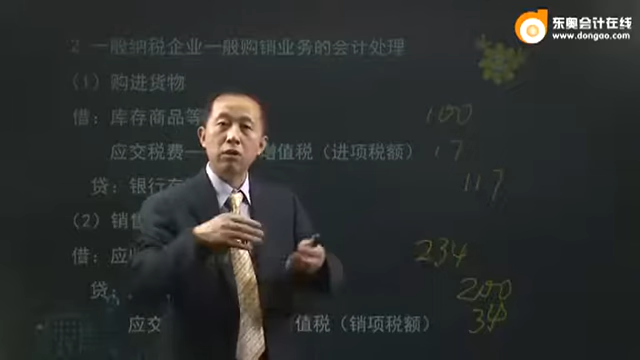 东奥会计在线
www.dongao.com
2 一般纳税企业一般购销业务的会计处理
(1) 购进货物
借：库存商品等 100
应交税费— 增值税（进项税额） 17
贷：银行存 117
(2) 销售
借：应收 234
贷： 200
应交 值税（销项税额） 34